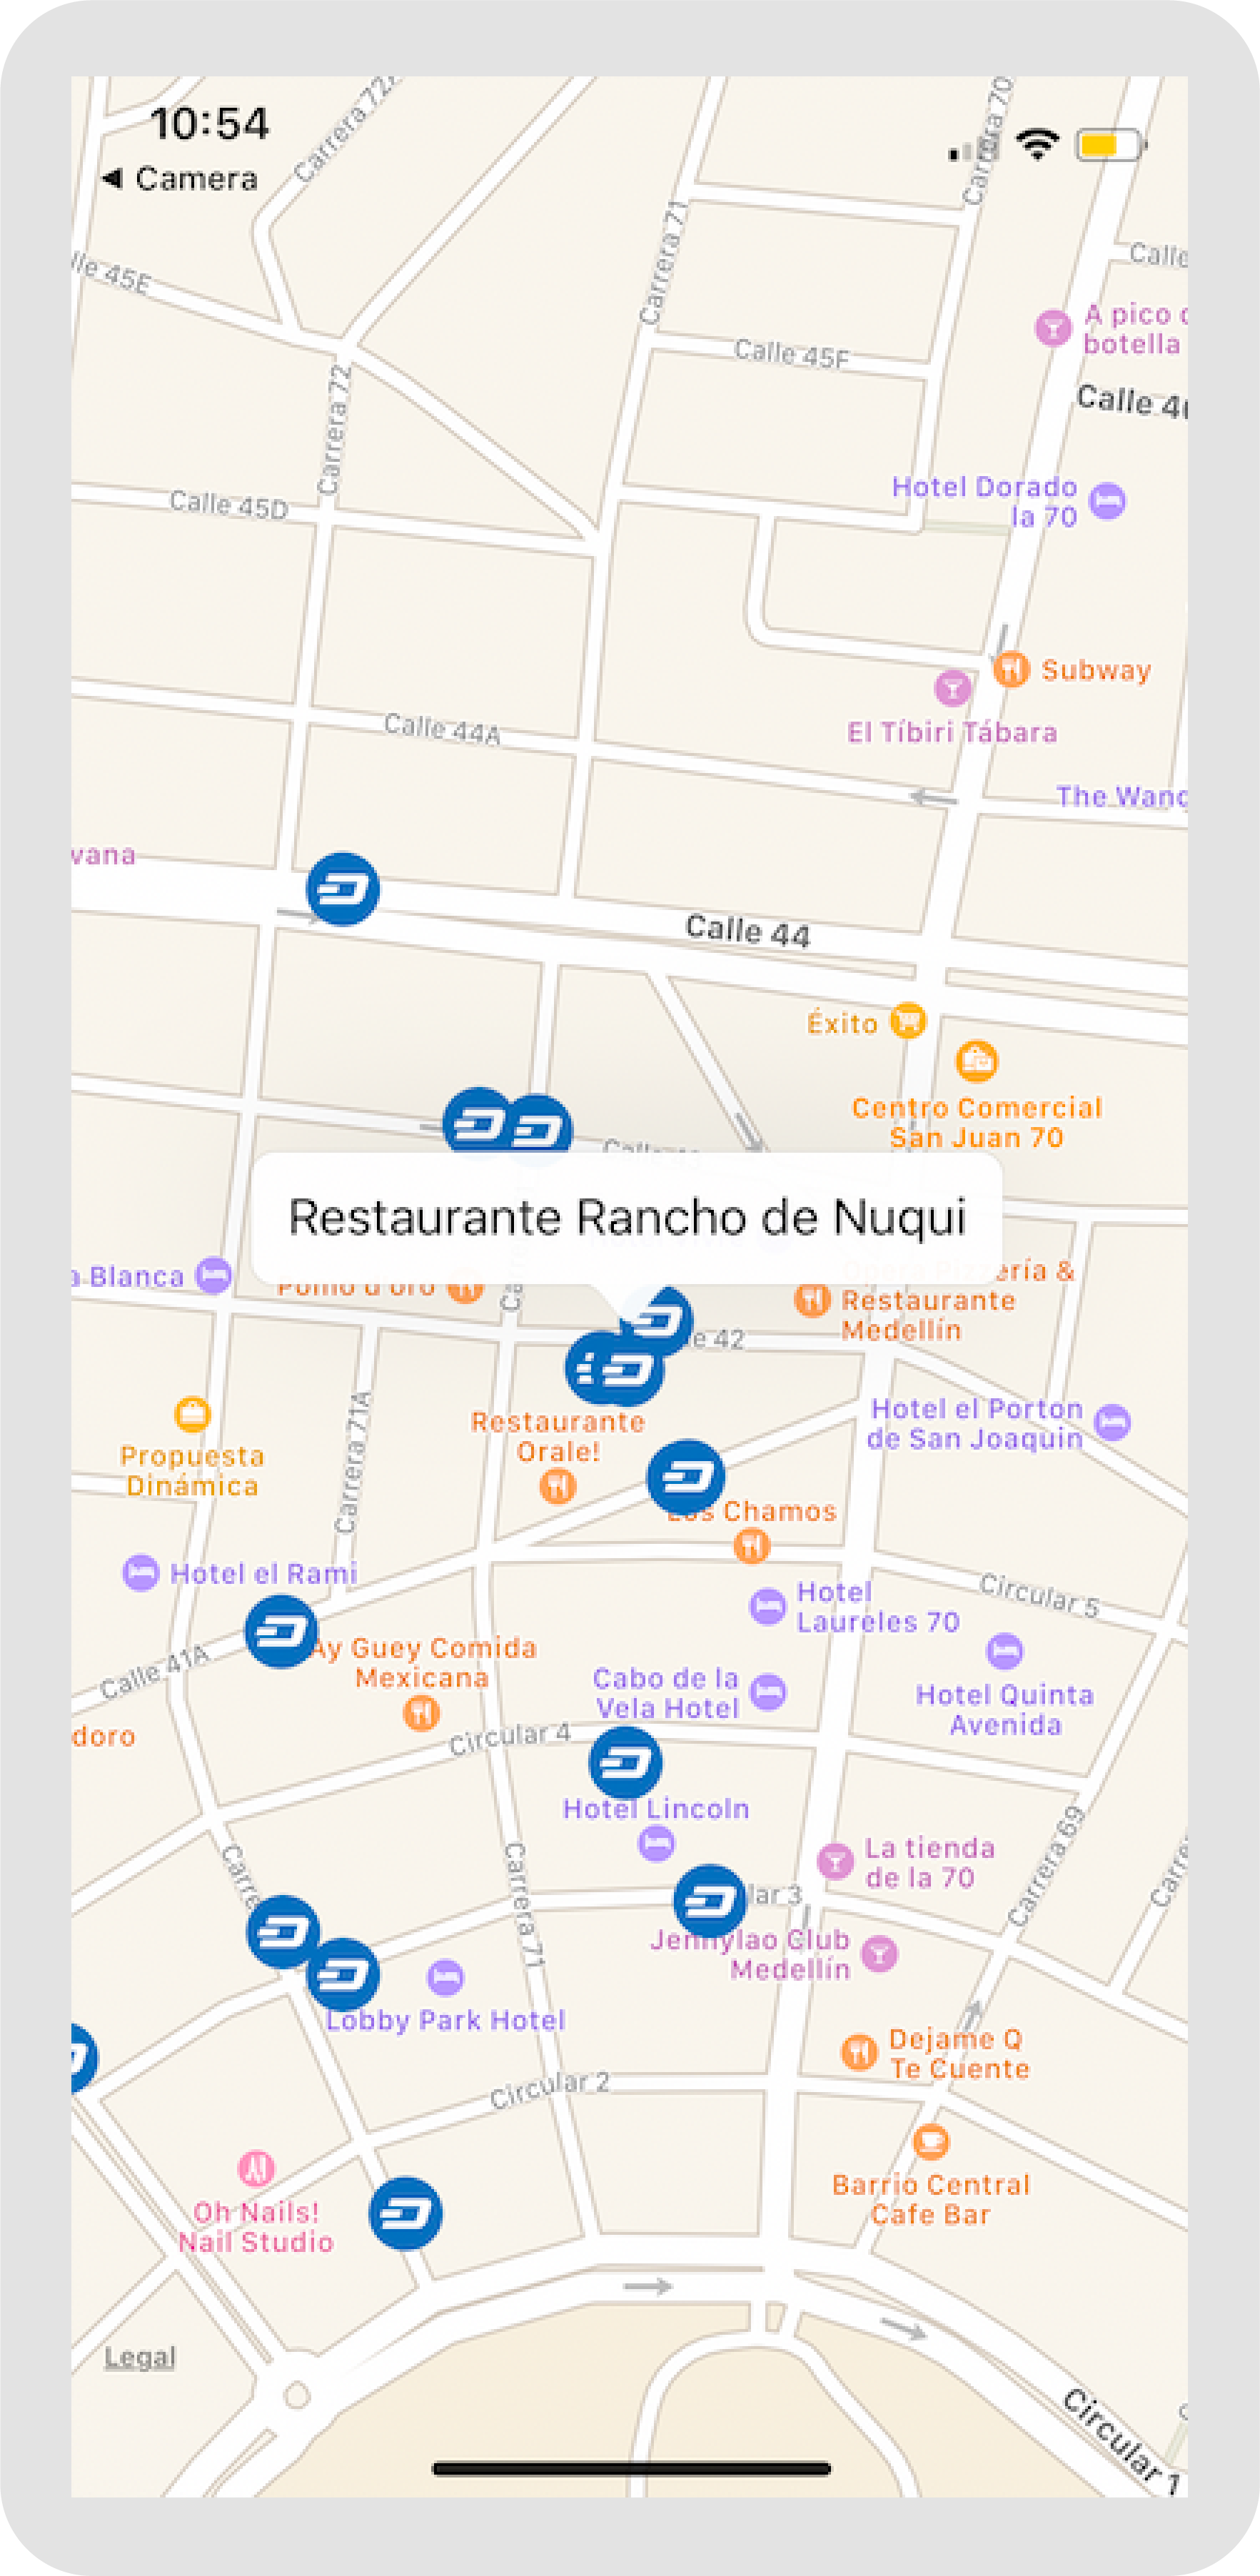 10:54
Camera
Carrera 72
Carrera 70
Carrera 71
lle 45E
Calle
A pico
botella
Calle 45F
Calle 4
Carrera 72
Calle 45D
Hotel Dorado
la 70
Subway
El Tíbiri Tábara
Calle 44A
The Wand
vana
Calle 44
Éxito
Centro Comercial
San Juan 70
Restaurante Rancho de Nuqui
a Blanca
Restaurante
Medellín
e 42
Restaurante
Orale!
Hotel el Porton
de San Joaquin
Propuesta
Dinámica
Carrera 71A
Los Chamos
Hotel el Rami
Hotel
Laureles 70
Circular 5
Calle 41A
Ay Guey Comida
Mexicana
Cabo de la
Vela Hotel
Hotel Quinta
Avenida
doro
Circular 4
Hotel Lincoln
La tienda
de la 70
Carrera 69
Carre
Carre
Carrera 71
lar 3
Jennylao Club
Medellín
Lobby Park Hotel
Dejame Q
Te Cuente
Circular 2
Barrio Central
Cafe Bar
Oh Nails!
Nail Studio
Legal
Circular 1